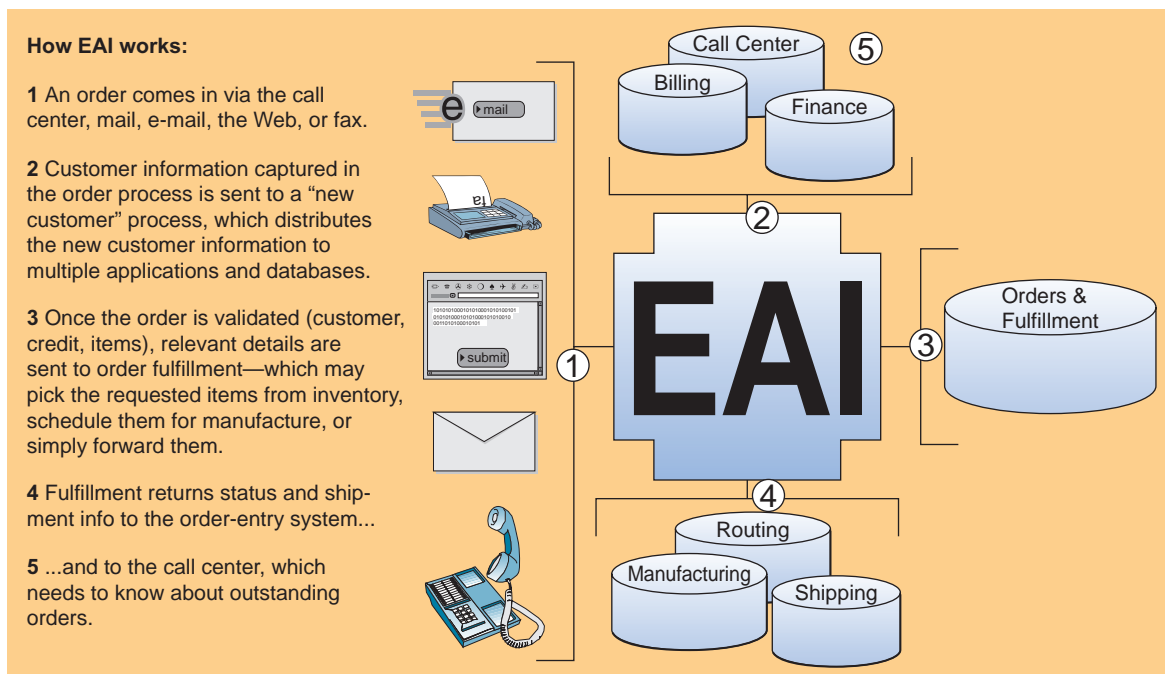 How EAI works:
1 An order comes in via the call
center, mail, e-mail, the Web, or fax.
2 Customer information captured in
the order process is sent to a “new
customer” process, which distributes
the new customer information to
multiple applications and databases.
3 Once the order is validated (customer,
credit, items), relevant details are
sent to order fulfillment—which may
pick the requested items from inventory,
schedule them for manufacture, or
simply forward them.
4 Fulfillment returns status and ship-
ment info to the order-entry system...
5 ...and to the call center, which
needs to know about outstanding
orders.
e
mail
fa
submit
1
Call Center
5
Billing
Finance
2
EAI
3
Orders &
Fulfillment
4
Routing
Manufacturing
Shipping